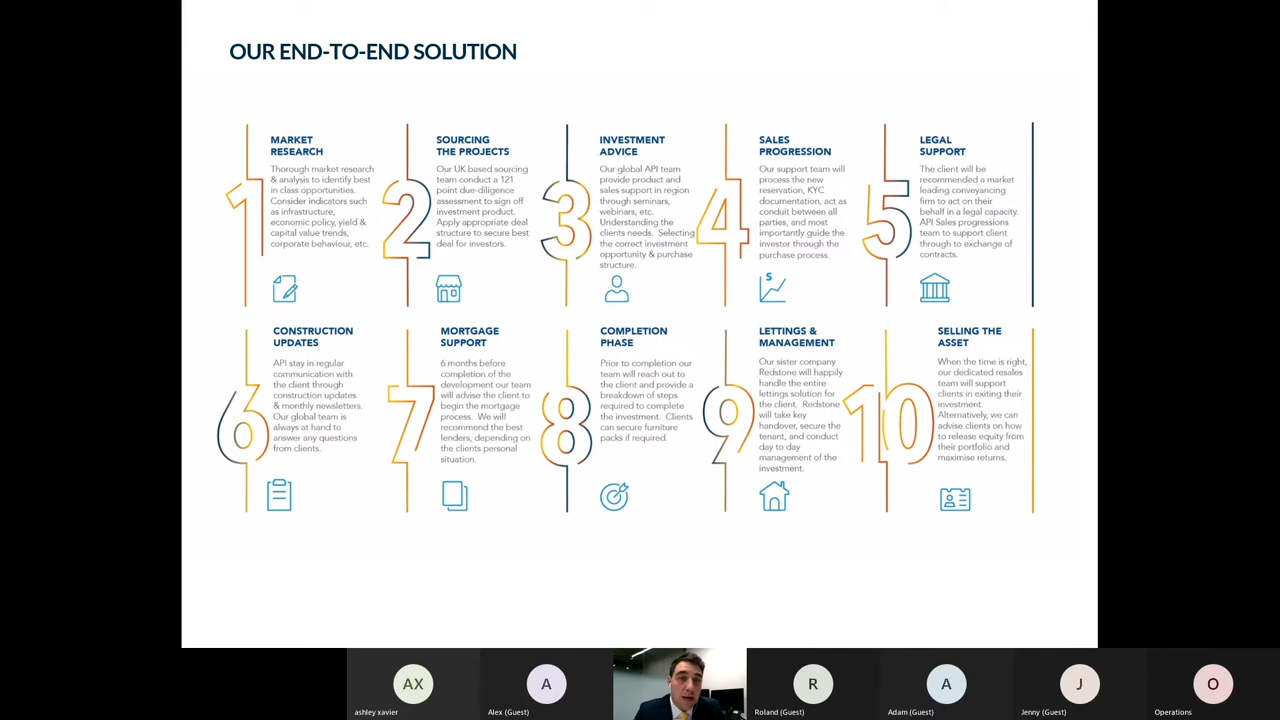 OUR END-TO-END SOLUTION
1
MARKET
RESEARCH
Thorough market research
& analysis to identify best
in class opportunities.
Consider indicators such
as infrastructure,
economic policy, yield &
capital value trends,
corporate behaviour, etc.
2
SOURCING
THE PROJECTS
Our UK based sourcing
team conduct a 121
point due-diligence
assessment to sign off
investment product.
Apply appropriate deal
structure to secure best
deal for investors.
3
INVESTMENT
ADVICE
Our global API team
provide product and
sales support in region
through seminars,
webinars, etc.
Understanding the
clients needs. Selecting
the correct investment
opportunity & purchase
structure.
4
SALES
PROGRESSION
Our support team will
process the new
reservation, KYC
documentation, act as
conduit between all
parties, and most
importantly guide the
investor through the
purchase process.
$
5
LEGAL
SUPPORT
The client will be
recommended a market
leading conveyancing
firm to act on their
behalf in a legal capacity.
API Sales progressions
team to support client
through to exchange of
contracts.
6
CONSTRUCTION
UPDATES
API stay in regular
communication with
the client through
construction updates
& monthly newsletters.
Our global team is
always at hand to
answer any questions
from clients.
7
MORTGAGE
SUPPORT
6 months before
completion of the
development our team
will advise the client to
begin the mortgage
process. We will
recommend the best
lenders, depending on
the clients personal
situation.
8
COMPLETION
PHASE
Prior to completion our
team will reach out to
the client and provide a
breakdown of steps
required to complete
the investment. Clients
can secure furniture
packs if required.
9
LETTINGS &
MANAGEMENT
Our sister company
Redstone will happily
handle the entire
lettings solution for
the client. Redstone
will take key
handover, secure the
tenant, and conduct
day to day
management of the
investment.
10
SELLING THE
ASSET
When the time is right,
our dedicated resales
team will support
clients in exiting their
investment.
Alternatively, we can
advise clients on how
to release equity from
their portfolio and
maximise returns.
AX
ashley xavier
A
Alex (Guest)
R
Roland (Guest)
A
Adam (Guest)
J
Jenny (Guest)
O
Operations